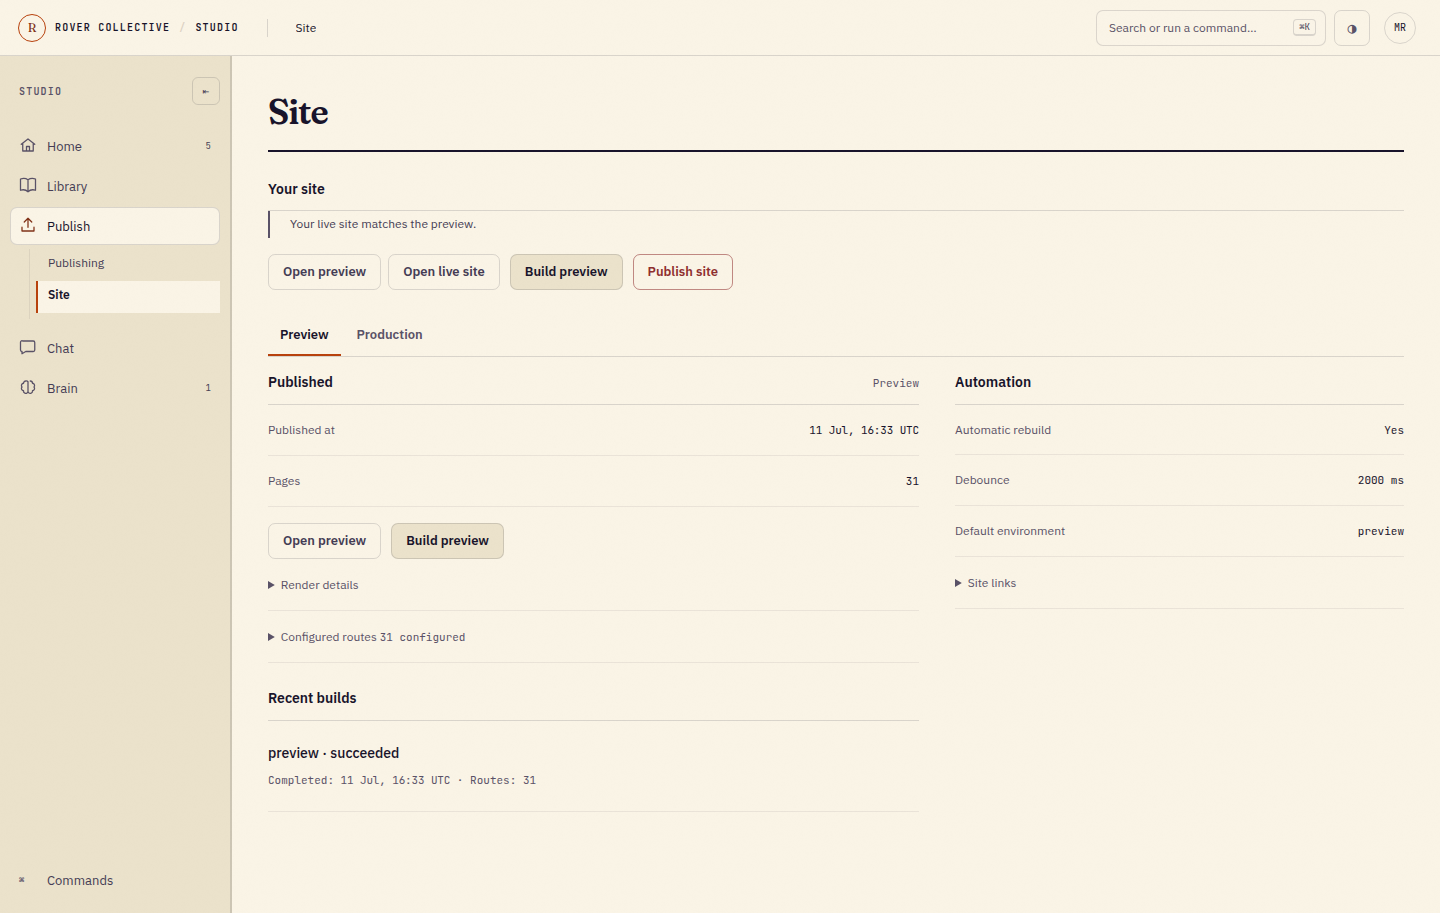 R ROVER COLLECTIVE / STUDIO Site Search or run a command... ⌘K ◑ MR
STUDIO ⇤
Home 5
Library
Publish
Publishing
Site
Chat
Brain 1
⌘ Commands
Site
Your site
Your live site matches the preview.
Open preview Open live site Build preview Publish site
Preview Production
Published Preview
Published at 11 Jul, 16:33 UTC
Pages 31
Open preview Build preview
▶ Render details
▶ Configured routes 31 configured
Recent builds
preview · succeeded
Completed: 11 Jul, 16:33 UTC · Routes: 31
Automation
Automatic rebuild Yes
Debounce 2000 ms
Default environment preview
▶ Site links